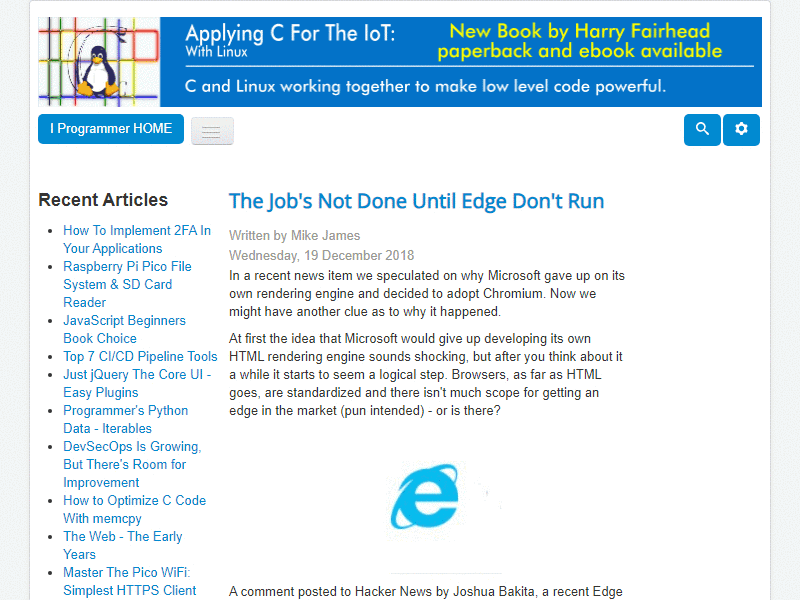 Applying C For The IoT:
With Linux
New Book by Harry Fairhead
paperback and ebook available
C and Linux working together to make low level code powerful.
I Programmer HOME
Recent Articles
How To Implement 2FA In
Your Applications
Raspberry Pi Pico File
System & SD Card
Reader
JavaScript Beginners
Book Choice
Top 7 CI/CD Pipeline Tools
Just jQuery The Core UI -
Easy Plugins
Programmer's Python
Data - Iterables
DevSecOps Is Growing,
But There's Room for
Improvement
How to Optimize C Code
With memcpy
The Web - The Early
Years
Master The Pico WiFi:
Simplest HTTPS Client
The Job's Not Done Until Edge Don't Run
Written by Mike James
Wednesday, 19 December 2018
In a recent news item we speculated on why Microsoft gave up on its
own rendering engine and decided to adopt Chromium. Now we
might have another clue as to why it happened.
At first the idea that Microsoft would give up developing its own
HTML rendering engine sounds shocking, but after you think about it
a while it starts to seem a logical step. Browsers, as far as HTML
goes, are standardized and there isn't much scope for getting an
edge in the market (pun intended) - or is there?
A comment posted to Hacker News by Joshua Bakita, a recent Edge